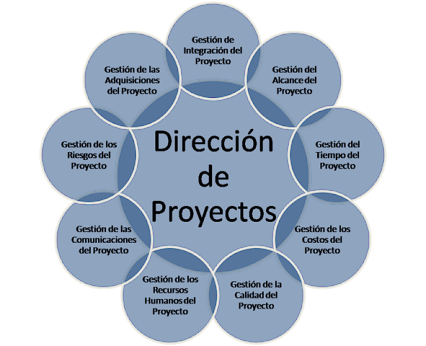 Gestión de
Integración del
Proyecto
Gestión del
Alcance del
Proyecto
Gestión del
Tiempo del
Proyecto
Gestión de los
Costos del
Proyecto
Gestión de la
Calidad del
Proyecto
Gestión de los
Recursos
Humanos del
Proyecto
Gestión de las
Comunicaciones
del Proyecto
Gestión de los
Riesgos del
Proyecto
Gestión de las
Adquisiciones
del Proyecto
Dirección
de
Proyectos